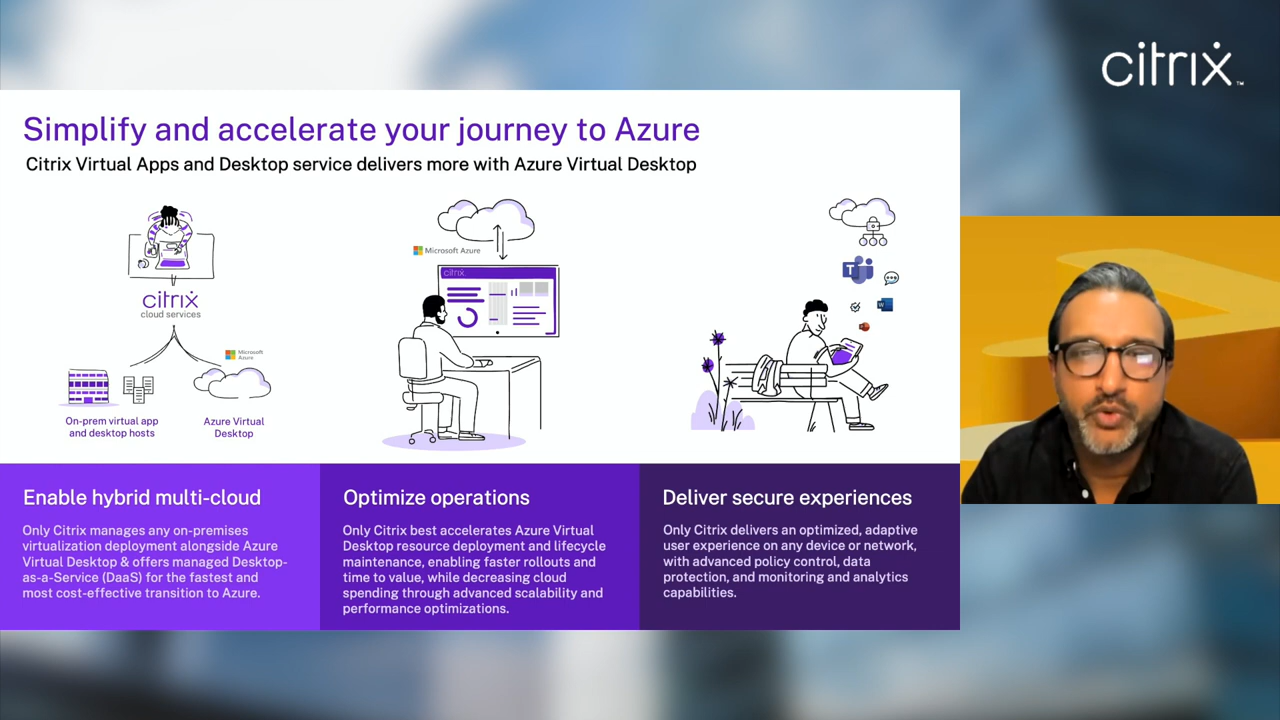 citrix™
Simplify and accelerate your journey to Azure
Citrix Virtual Apps and Desktop service delivers more with Azure Virtual Desktop
citrix
cloud services
Microsoft
Azure
On-prem virtual app
and desktop hosts
Azure Virtual
Desktop
Microsoft Azure
citrix
T
W
Enable hybrid multi-cloud
Only Citrix manages any on-premises
virtualization deployment alongside Azure
Virtual Desktop & offers managed Desktop-
as-a-Service (DaaS) for the fastest and
most cost-effective transition to Azure.
Optimize operations
Only Citrix best accelerates Azure Virtual
Desktop resource deployment and lifecycle
maintenance, enabling faster rollouts and
time to value, while decreasing cloud
spending through advanced scalability and
performance optimizations.
Deliver secure experiences
Only Citrix delivers an optimized, adaptive
user experience on any device or network,
with advanced policy control, data
protection, and monitoring and analytics
capabilities.